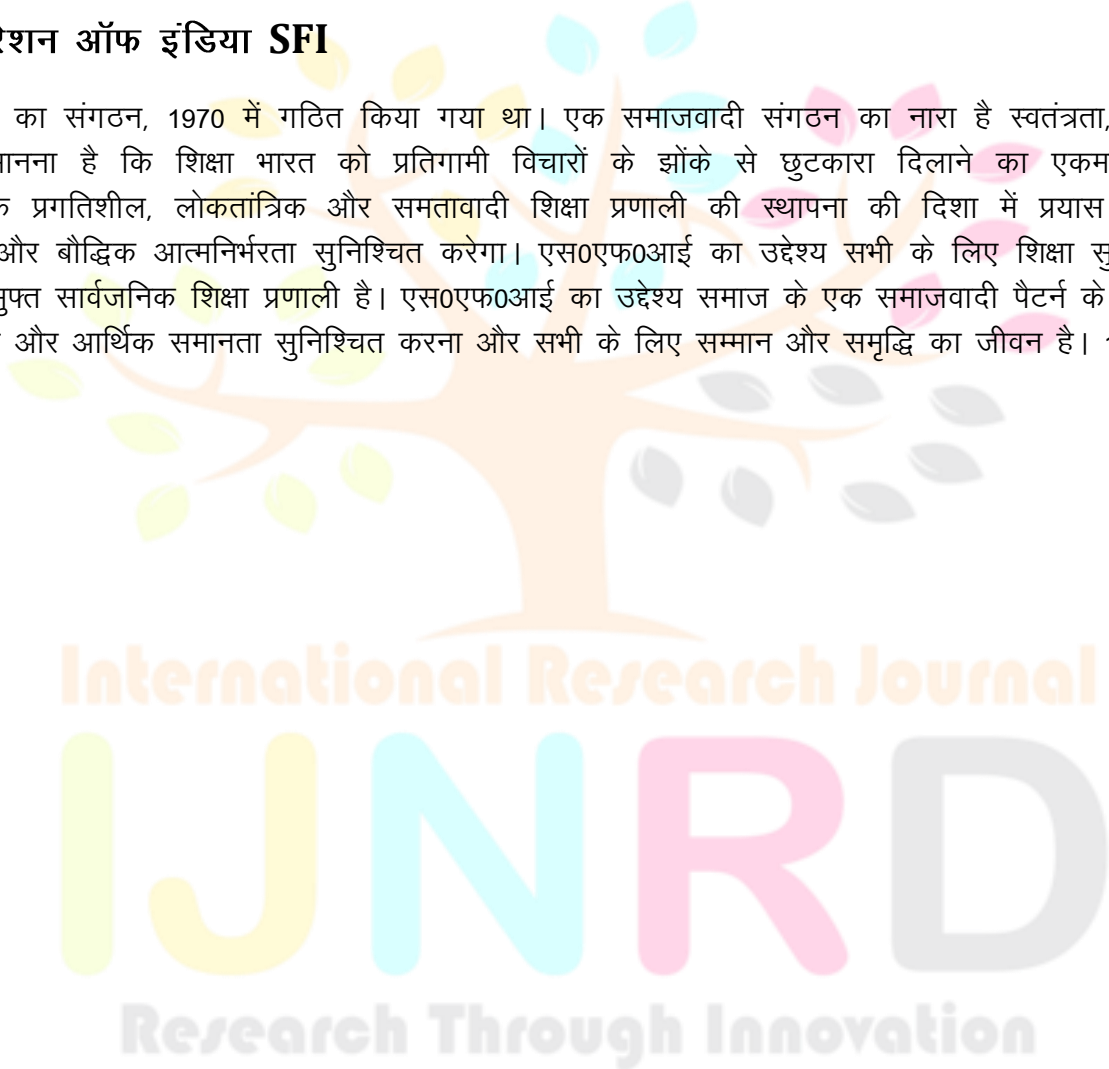 रेशन ऑफ इंडिया SFI
का संगठन, 1970 में गठित किया गया था। एक समाजवादी संगठन का नारा है स्वतंत्रता,
मानना है कि शिक्षा भारत को प्रतिगामी विचारों के झोंके से छुटकारा दिलाने का एकम
क प्रगतिशील, लोकतांत्रिक और समतावादी शिक्षा प्रणाली की स्थापना की दिशा में प्रयास
और बौद्धिक आत्मनिर्भरता सुनिश्चित करेगा। एस0एफ0आई का उद्देश्य सभी के लिए शिक्षा सु
मुफ्त सार्वजनिक शिक्षा प्रणाली है। एस0एफ0आई का उद्देश्य समाज के एक समाजवादी पैटर्न के
और आर्थिक समानता सुनिश्चित करना और सभी के लिए सम्मान और समृद्धि का जीवन है।
International Research Journal
IJNRD
Research Through Innovation